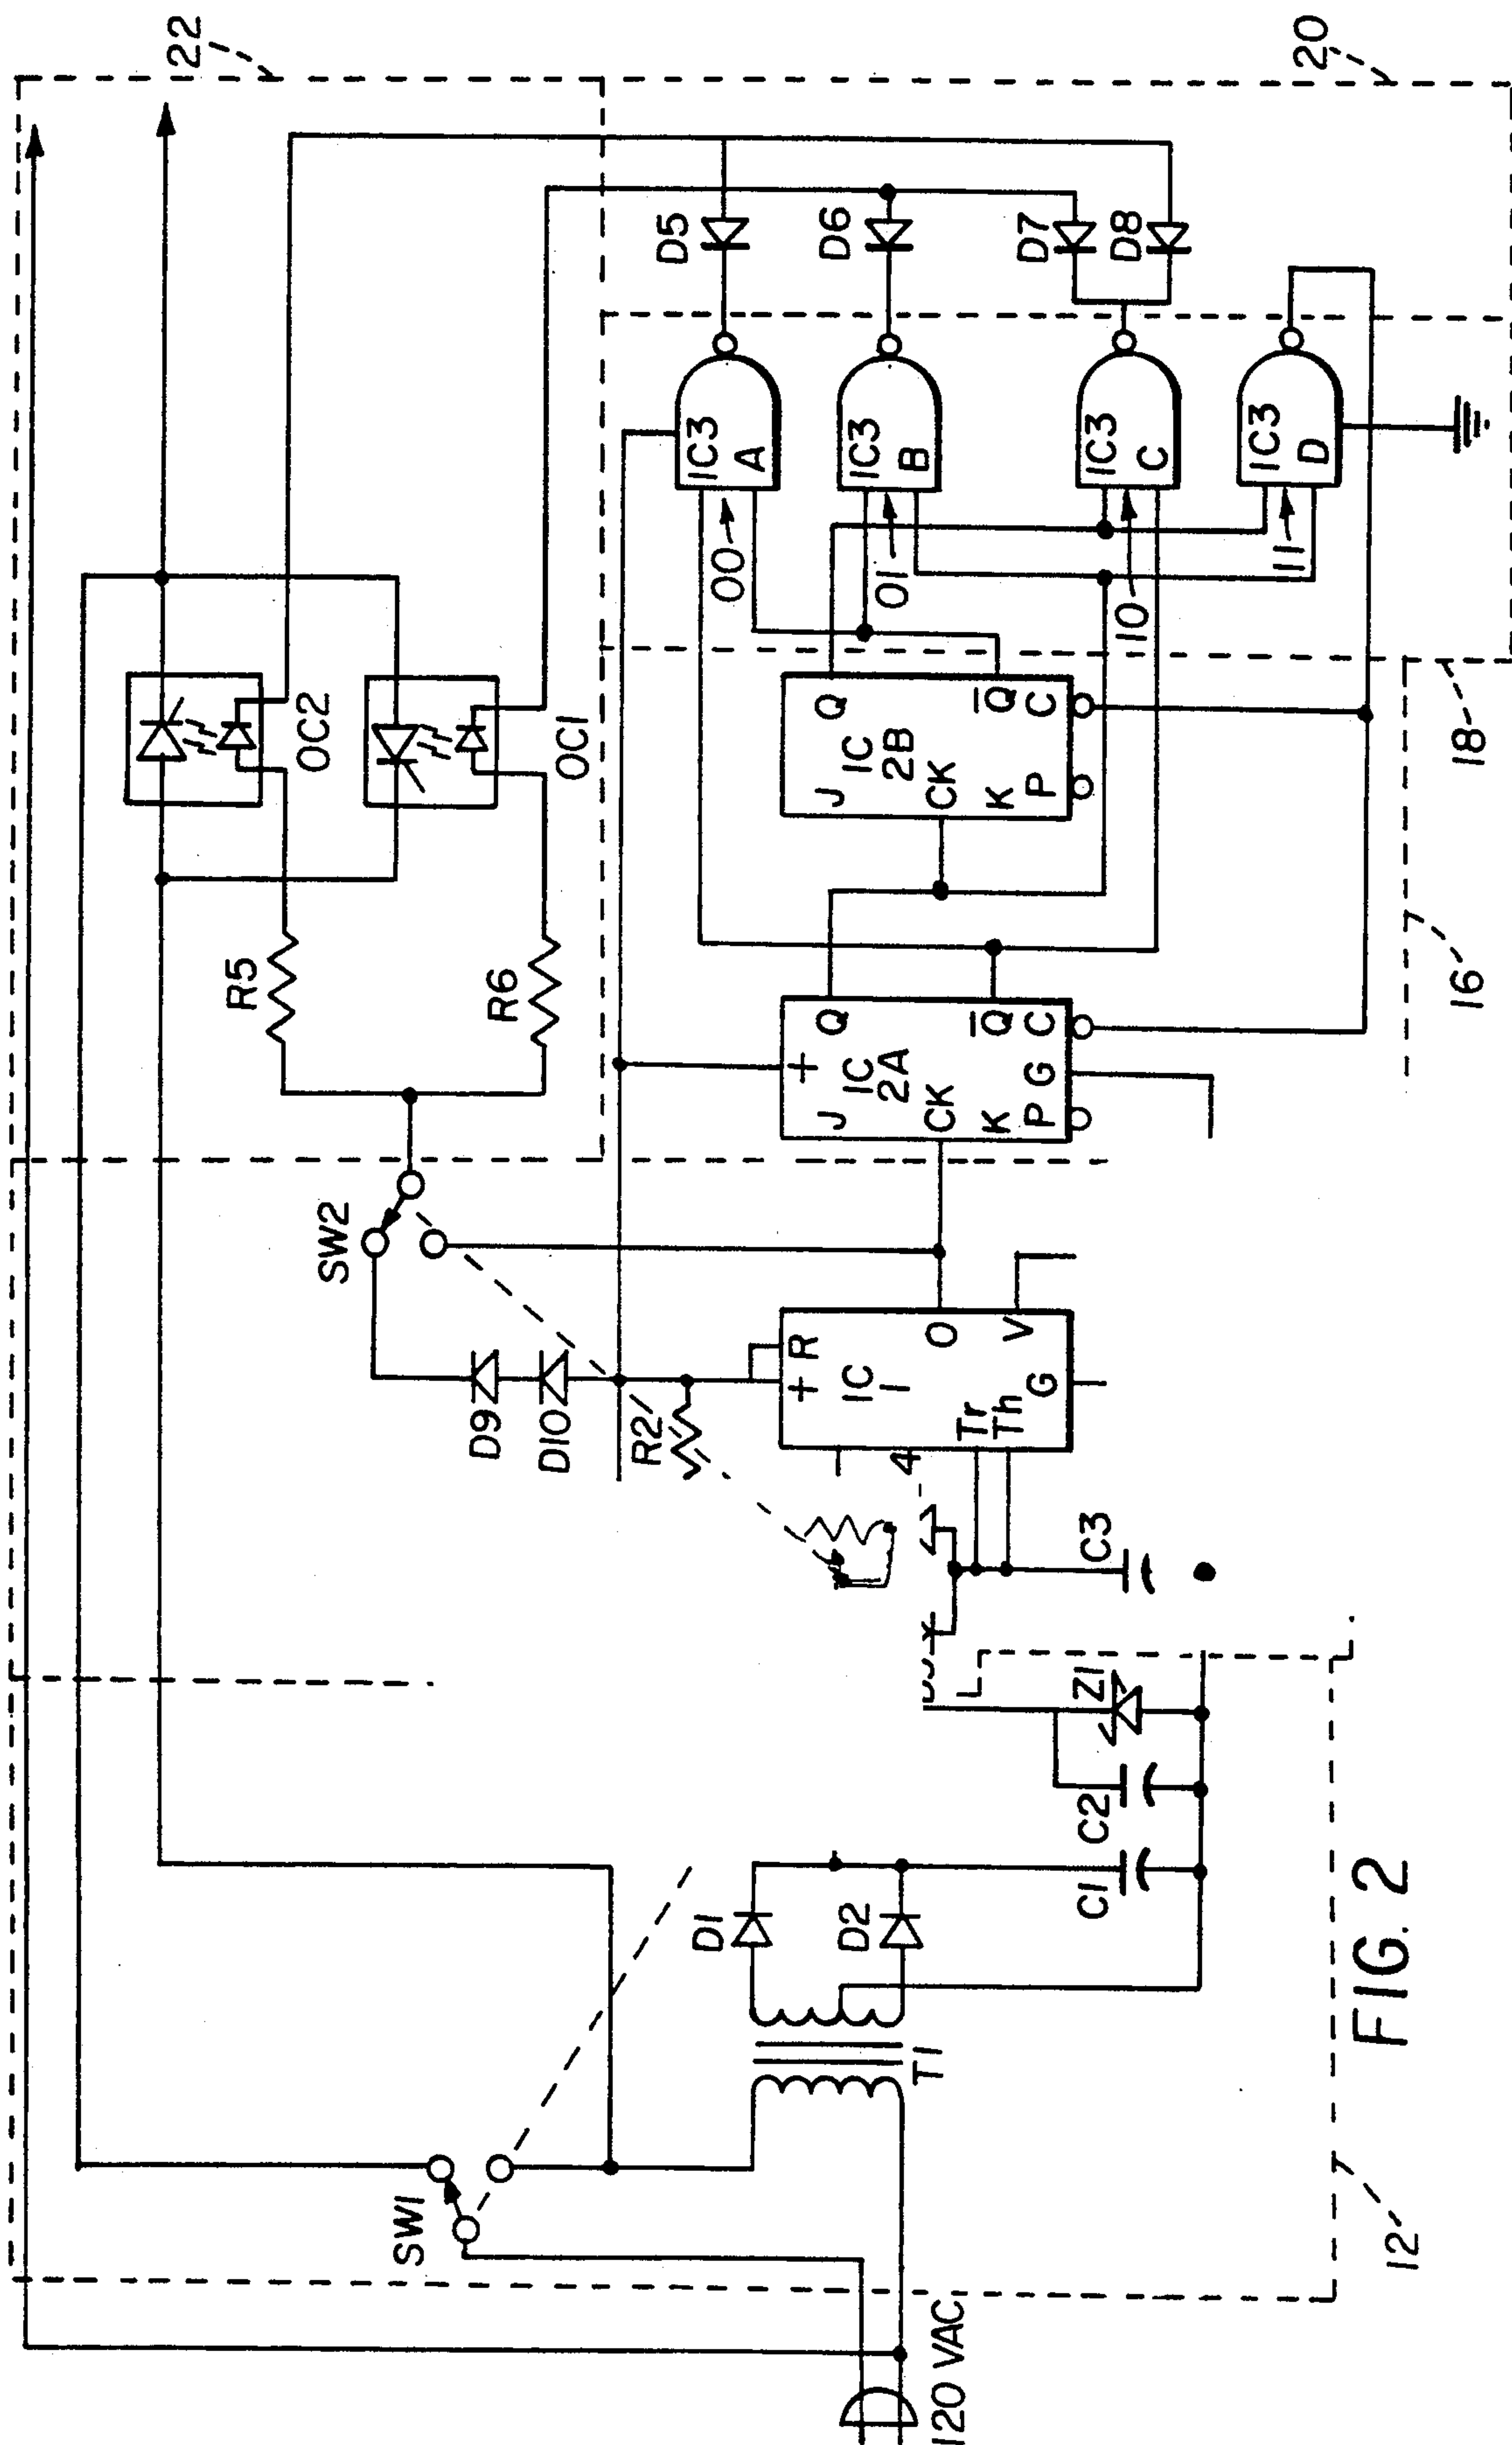 22
20
D5
D6
D7
D8
OC2
OC1
R5
R6
SW2
D9
D10
R2
IC3
A
IC3
B
IC3
C
IC3
D
00
01
10
11
J Q
IC
2B
CK
K Q
P C
+
J Q
IC
2A
CK
K Q
P G C
18
16
+ R
IC
1
O
V
Tr
Th
G
C3
Z1
C2
C1
D1
D2
T1
SW1
120 VAC
12
FIG. 2